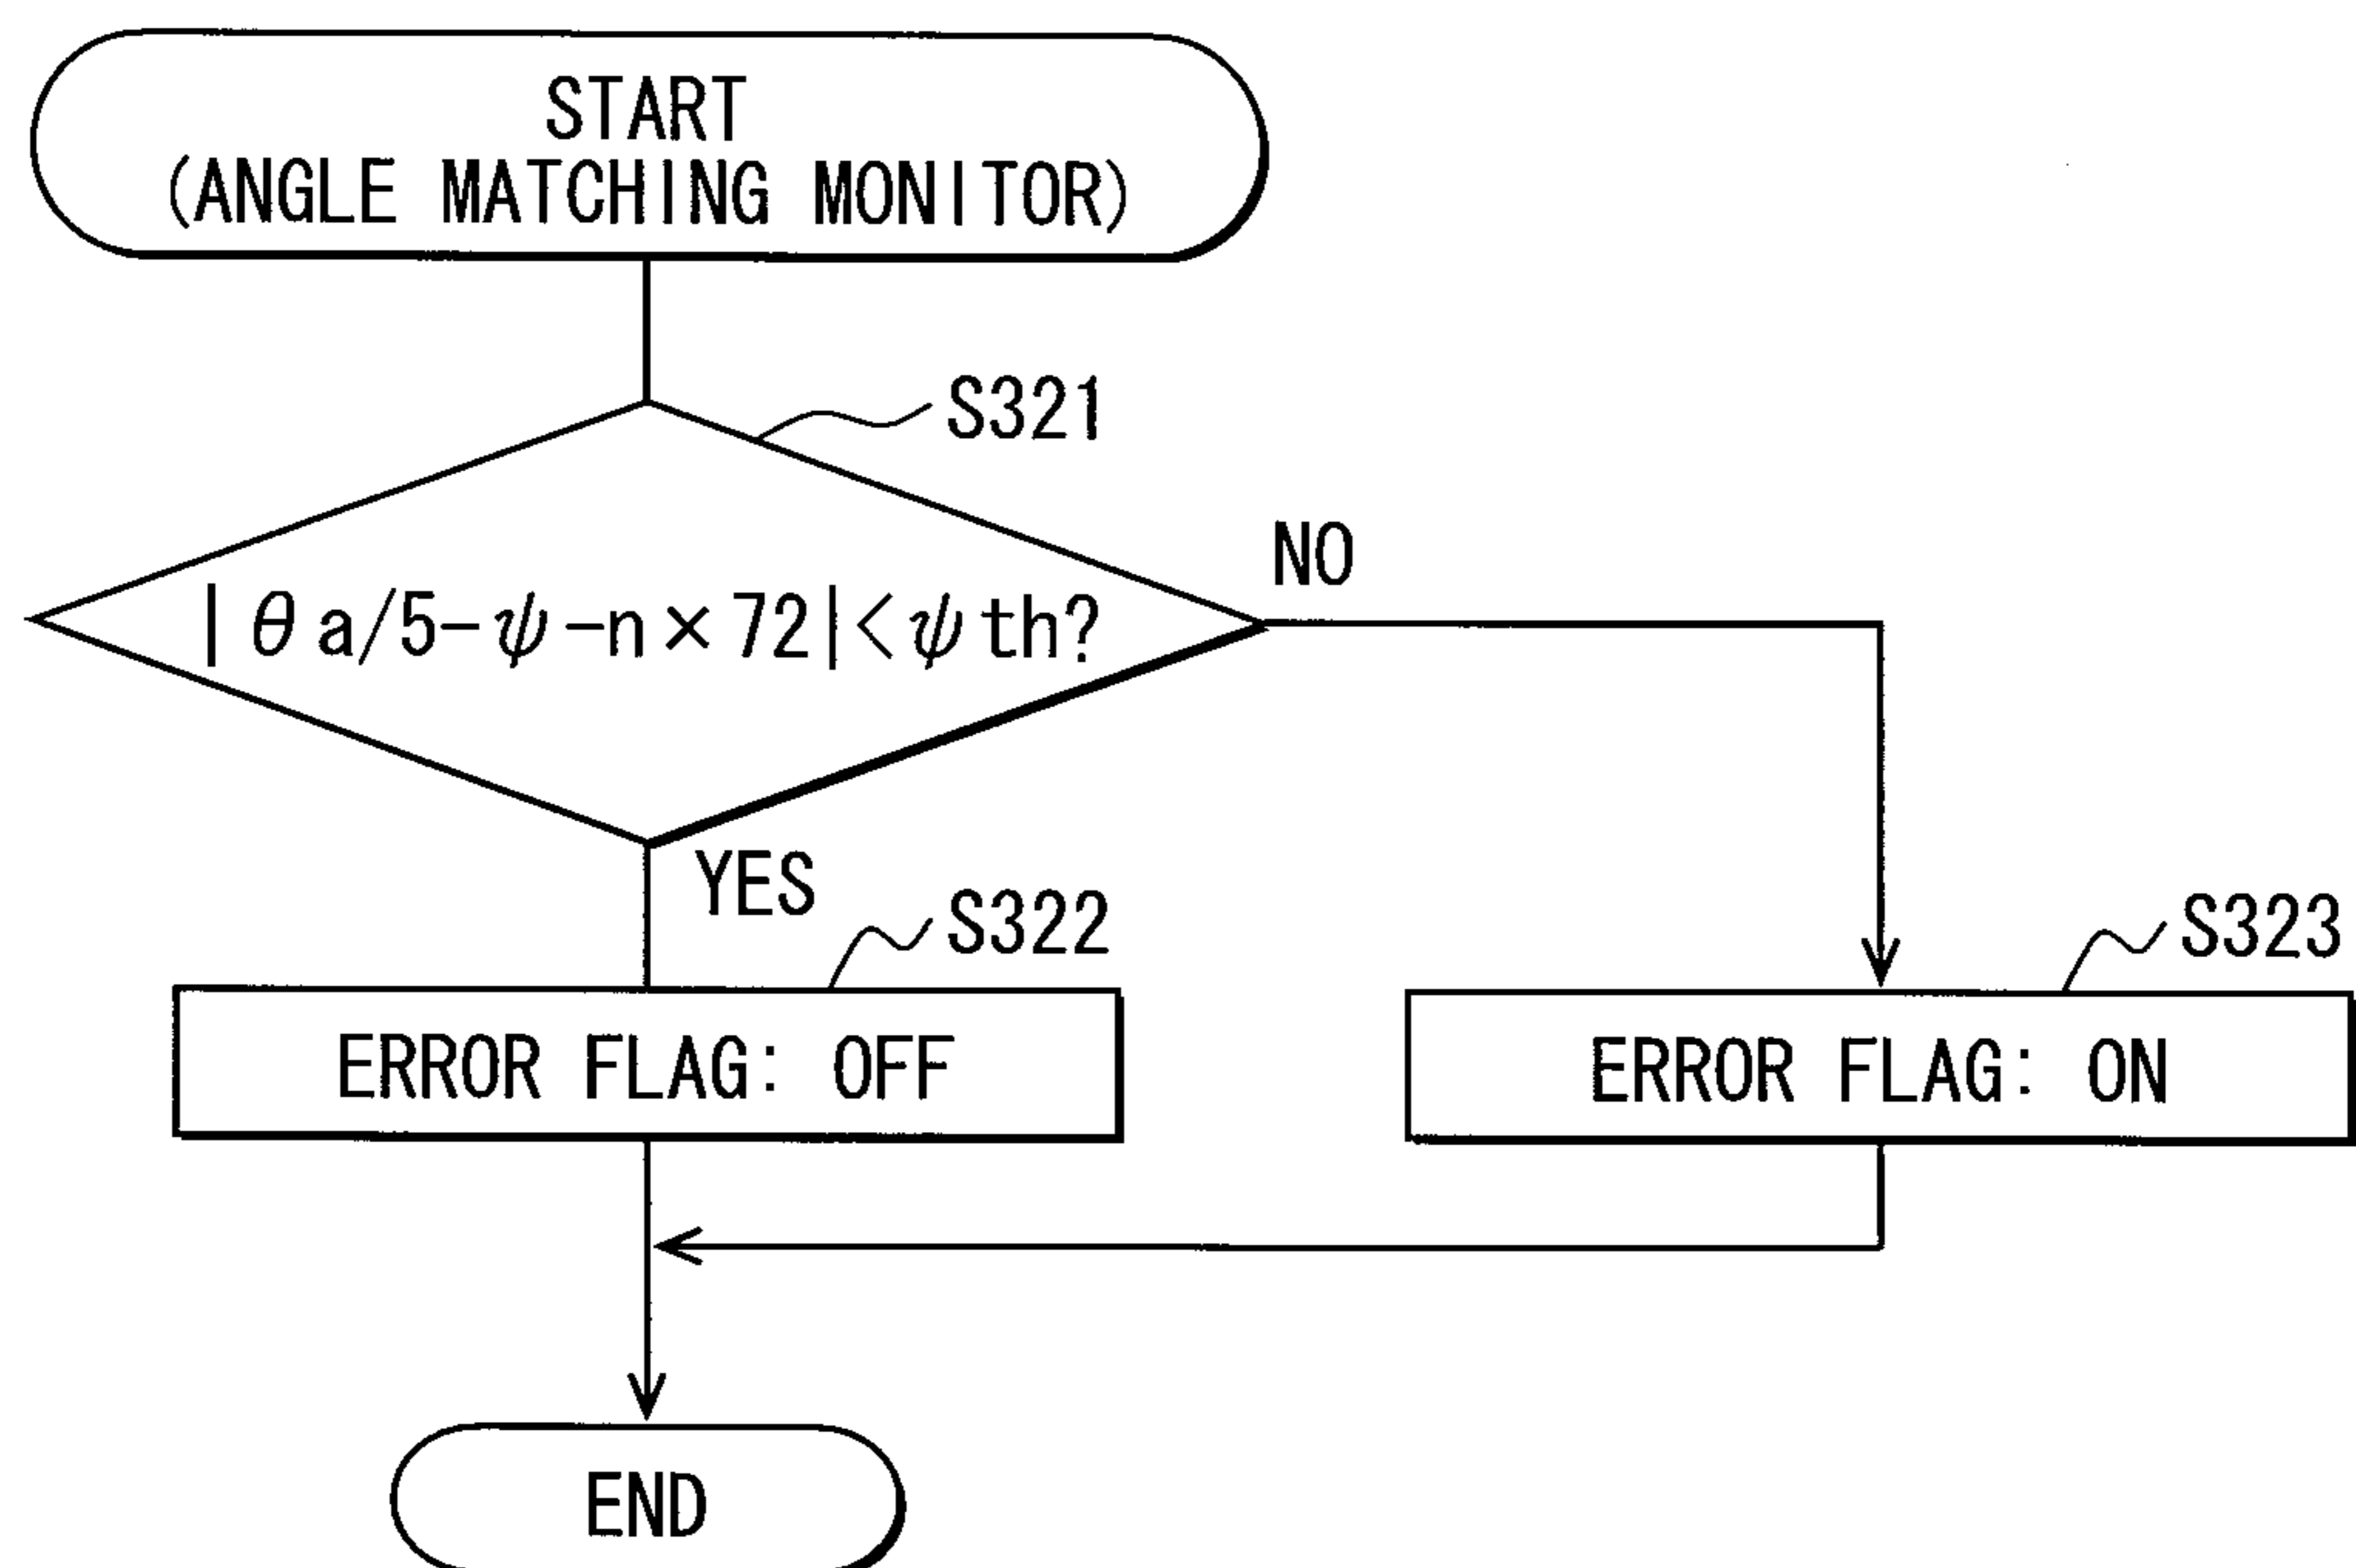 START
(ANGLE MATCHING MONITOR)
S321
NO
|θa/5-ψ-n×72|<ψth?
YES
S322
S323
ERROR FLAG: OFF
ERROR FLAG: ON
END